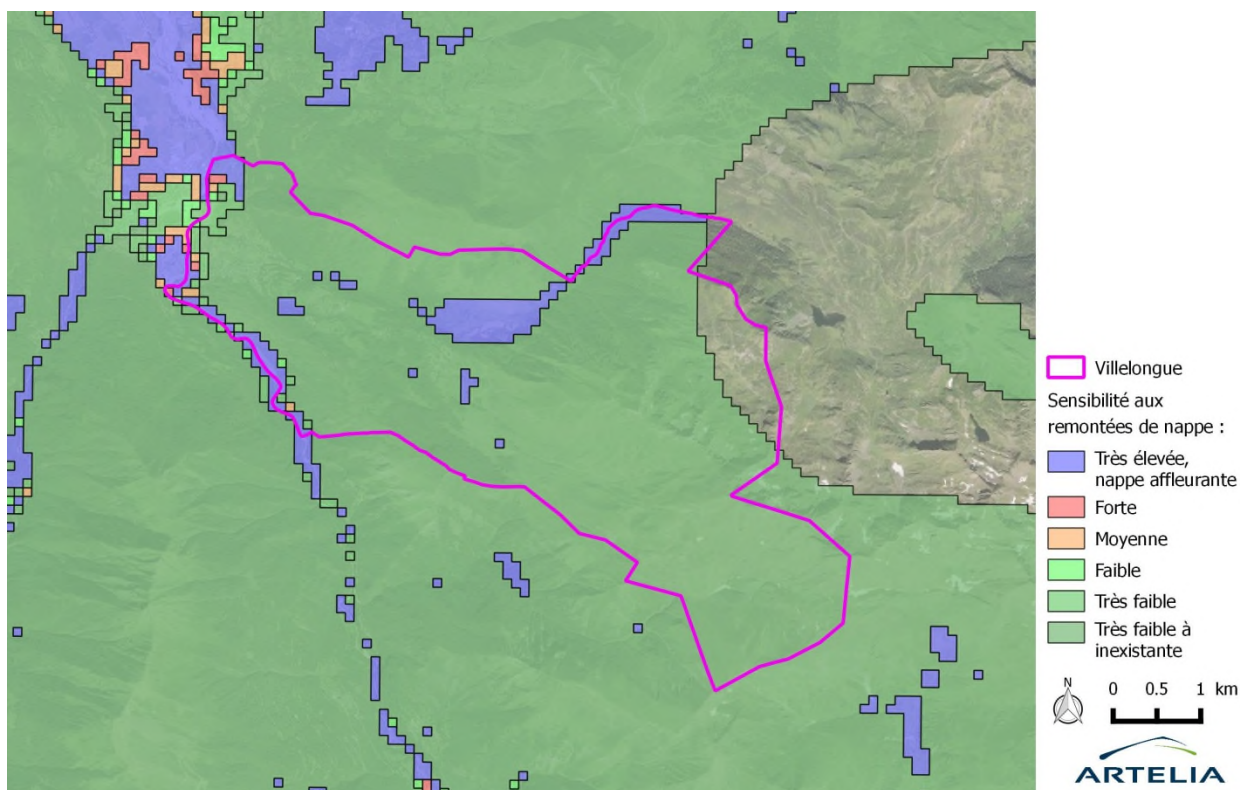 Villelongue
Sensibilité aux
remontées de nappe :
Très élevée,
nappe affleurante
Forte
Moyenne
Faible
Très faible
Très faible à
inexistante
N
0 0.5 1 km
ARTELIA